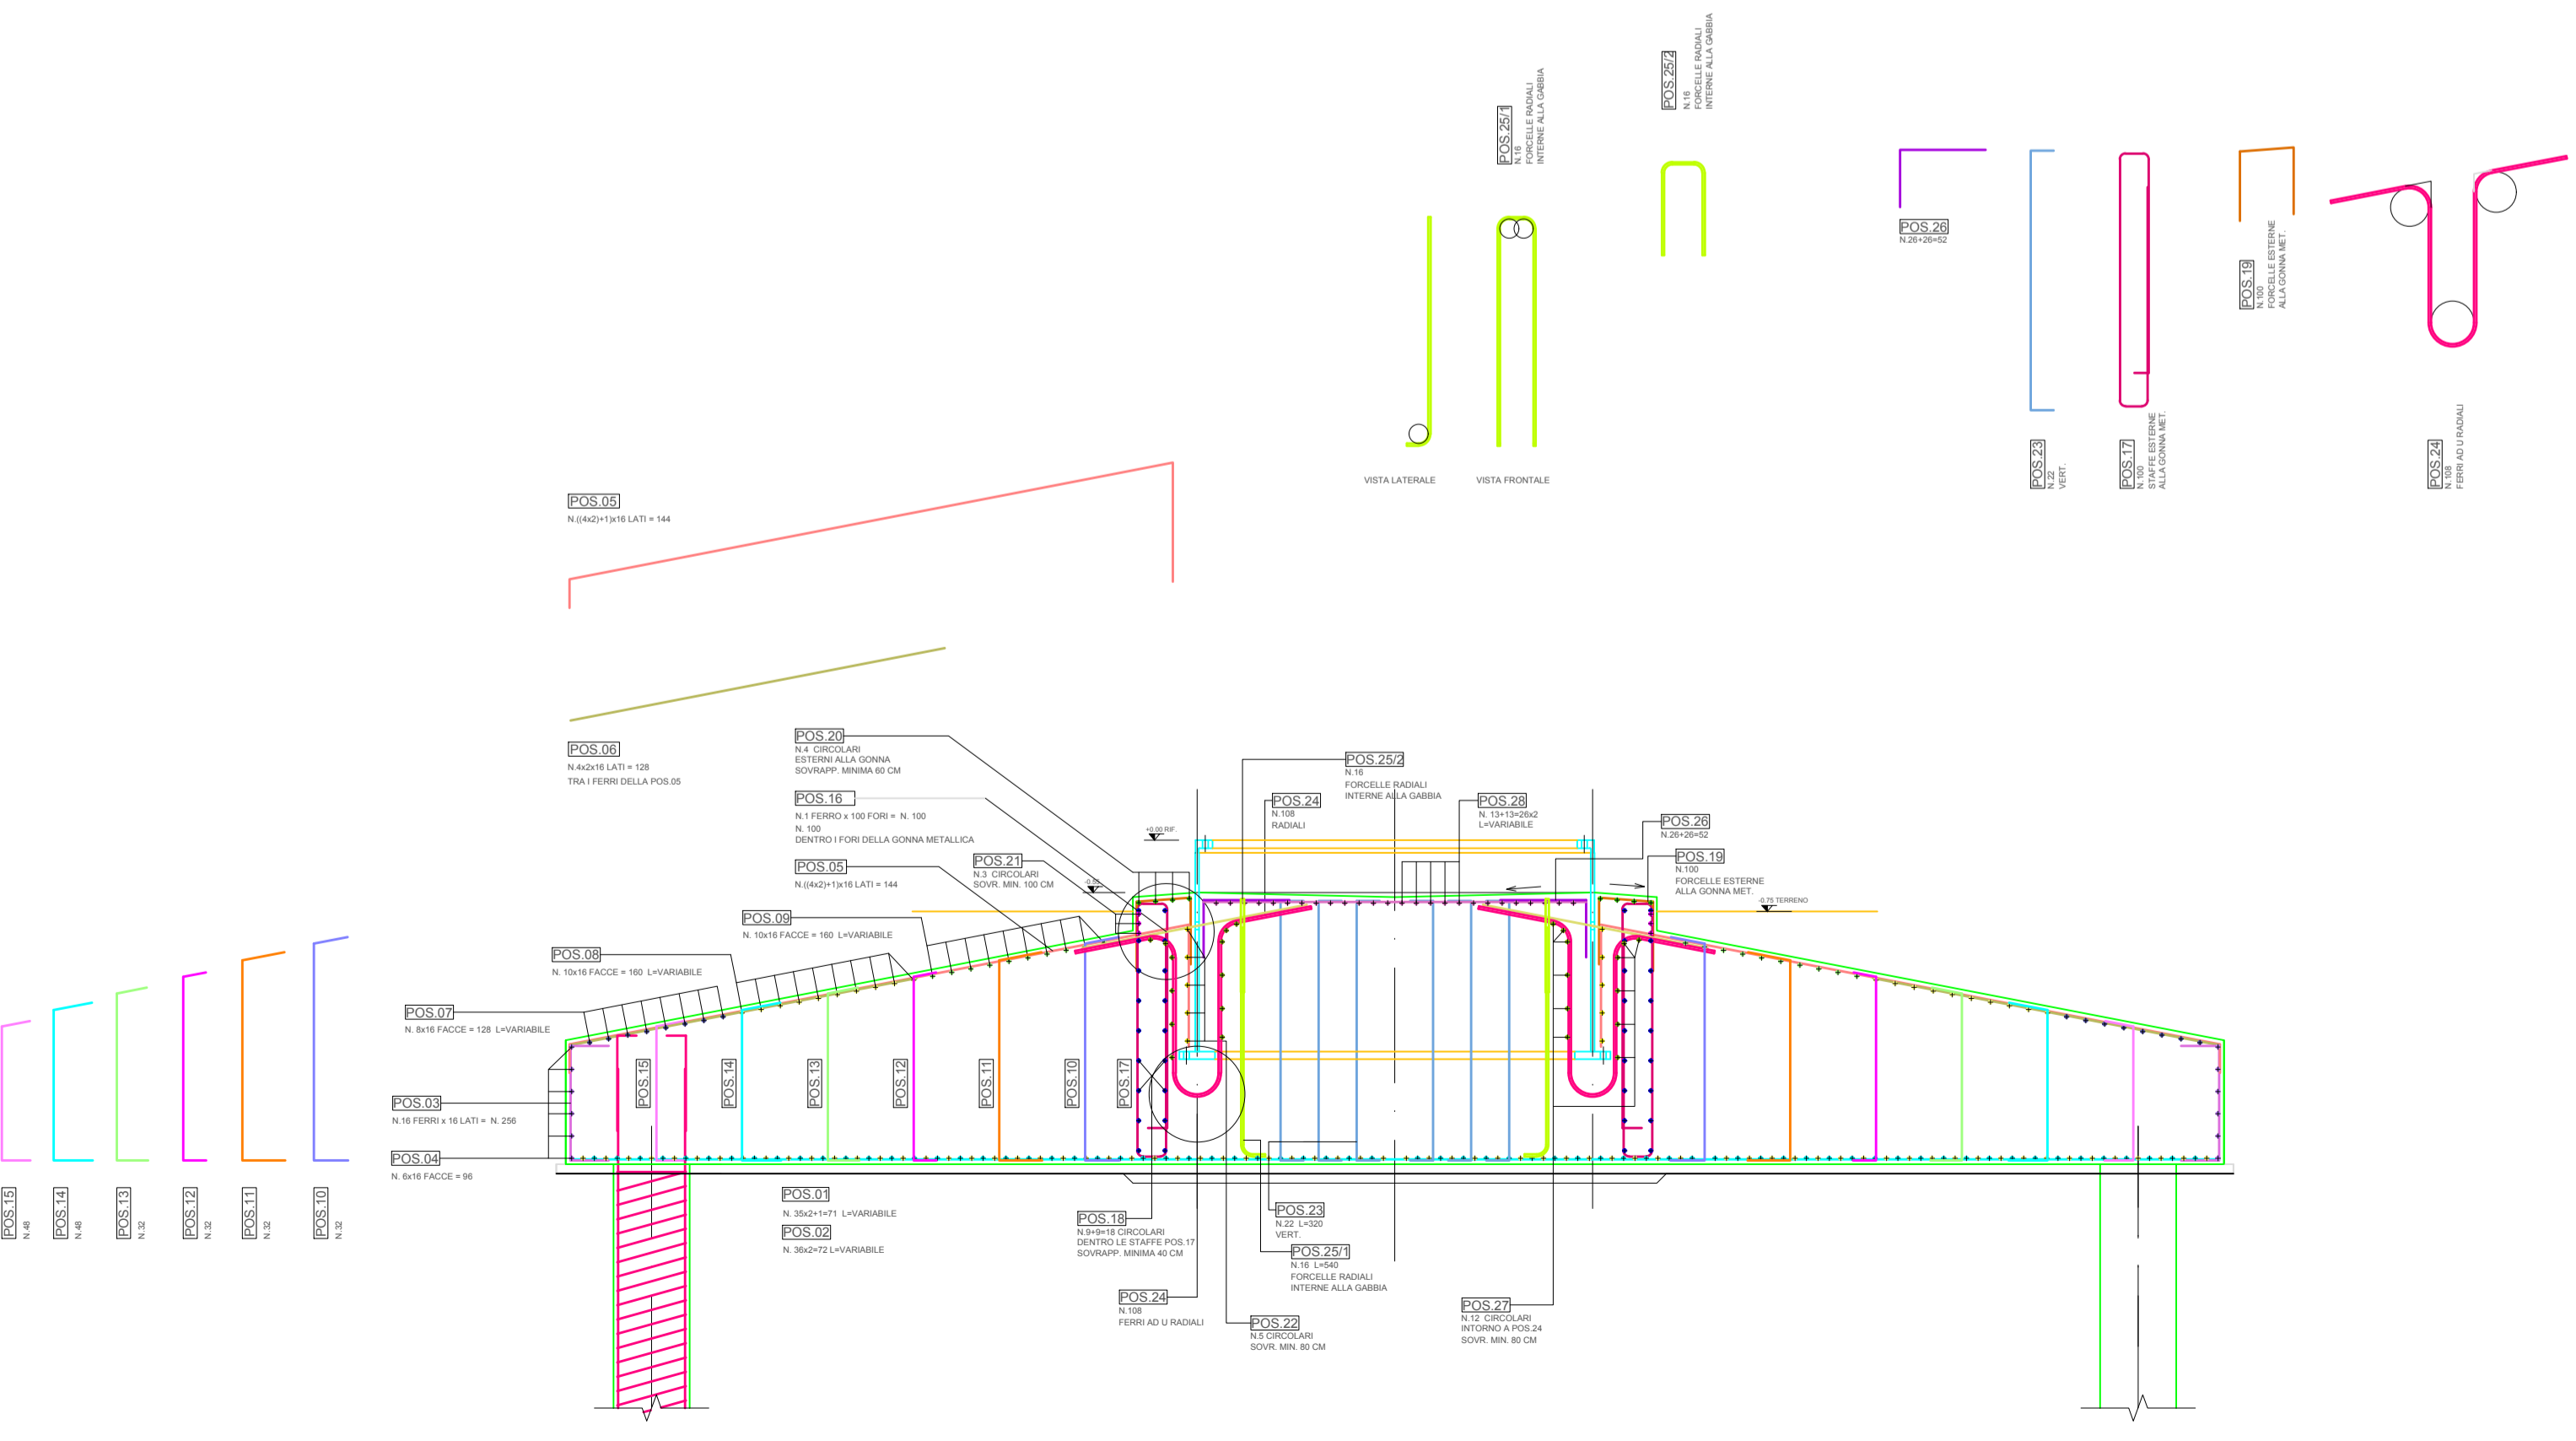 POS.25/2
N.16
FORCELLE RADIALI
INTERNE ALLA GABBIA
POS.25/1
N.16
FORCELLE RADIALI
INTERNE ALLA GABBIA
POS.26
N.26+26=52
POS.19
N.100
FORCELLE ESTERNE
ALLA GONNA MET.
VISTA LATERALE
VISTA FRONTALE
POS.23
N.22
VERT.
POS.17
N.100
STAFFE ESTERNE
ALLA GONNA MET.
POS.24
N.108
FERRI AD U RADIALI
POS.05
N.((4x2)+1)x16 LATI = 144
POS.06
N.4x2x16 LATI = 128
TRA I FERRI DELLA POS.05
POS.20
N.4 CIRCOLARI
ESTERNI ALLA GONNA
SOVRAPP. MINIMA 60 CM
POS.16
N.1 FERRO x 100 FORI = N. 100
N. 100
DENTRO I FORI DELLA GONNA METALLICA
POS.05
N.((4x2)+1)x16 LATI = 144
POS.21
N.3 CIRCOLARI
SOVR. MIN. 100 CM
POS.25/2
N.16
FORCELLE RADIALI
INTERNE ALLA GABBIA
POS.24
N.108
RADIALI
POS.28
N. 13+13=26x2
L=VARIABILE
POS.26
N.26+26=52
POS.19
N.100
FORCELLE ESTERNE
ALLA GONNA MET.
+0.00 RIF.
-0.75 TERRENO
POS.09
N. 10x16 FACCE = 160 L=VARIABILE
POS.08
N. 10x16 FACCE = 160 L=VARIABILE
POS.07
N. 8x16 FACCE = 128 L=VARIABILE
POS.03
N.16 FERRI x 16 LATI = N. 256
POS.04
N. 6x16 FACCE = 96
POS.15
POS.14
POS.13
POS.12
POS.11
POS.10
POS.17
POS.15
N.48
POS.14
N.48
POS.13
N.32
POS.12
N.32
POS.11
N.32
POS.10
N.32
POS.01
N. 35x2+1=71 L=VARIABILE
POS.02
N. 36x2=72 L=VARIABILE
POS.18
N.9+9=18 CIRCOLARI
DENTRO LE STAFFE POS.17
SOVRAPP. MINIMA 40 CM
POS.23
N.22 L=320
VERT.
POS.25/1
N.16 L=540
FORCELLE RADIALI
INTERNE ALLA GABBIA
POS.24
N.108
FERRI AD U RADIALI
POS.22
N.5 CIRCOLARI
SOVR. MIN. 80 CM
POS.27
N.12 CIRCOLARI
INTORNO A POS.24
SOVR. MIN. 80 CM